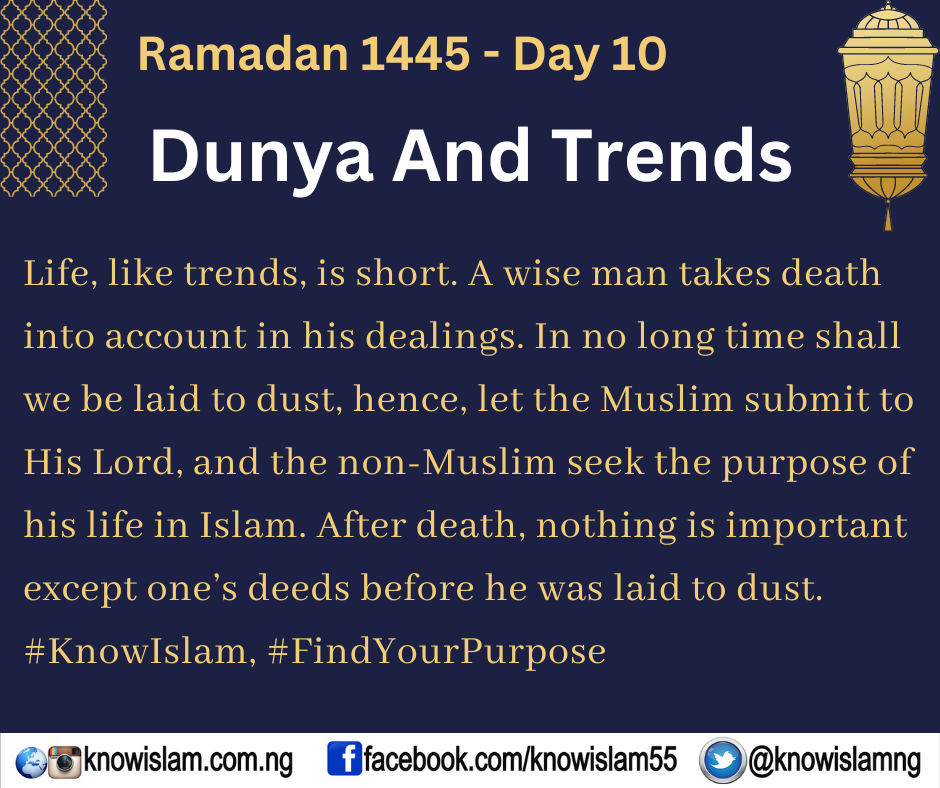 Ramadan 1445 - Day 10
Dunya And Trends
Life, like trends, is short. A wise man takes death
into account in his dealings. In no long time shall
we be laid to dust, hence, let the Muslim submit to
His Lord, and the non-Muslim seek the purpose of
his life in Islam. After death, nothing is important
except one’s deeds before he was laid to dust.
#KnowIslam, #FindYourPurpose
knowislam.com.ng facebook.com/knowislam55 @knowislamng